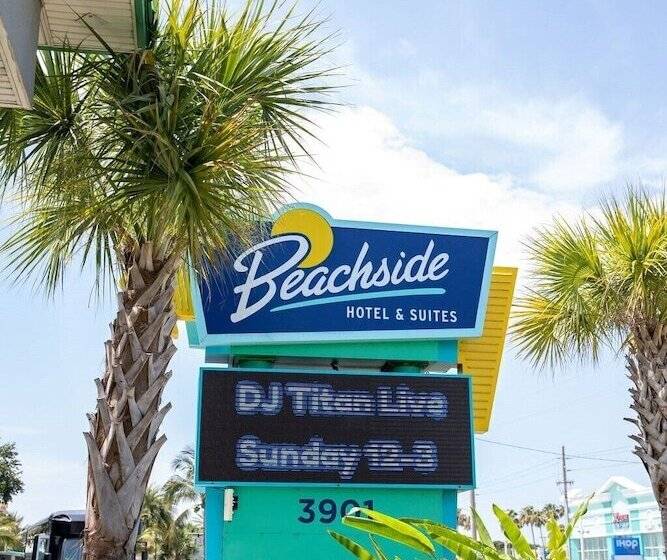 Beachside
HOTEL & SUITES
DJ Titan Live
Sunday 12-3
3901
IHOP